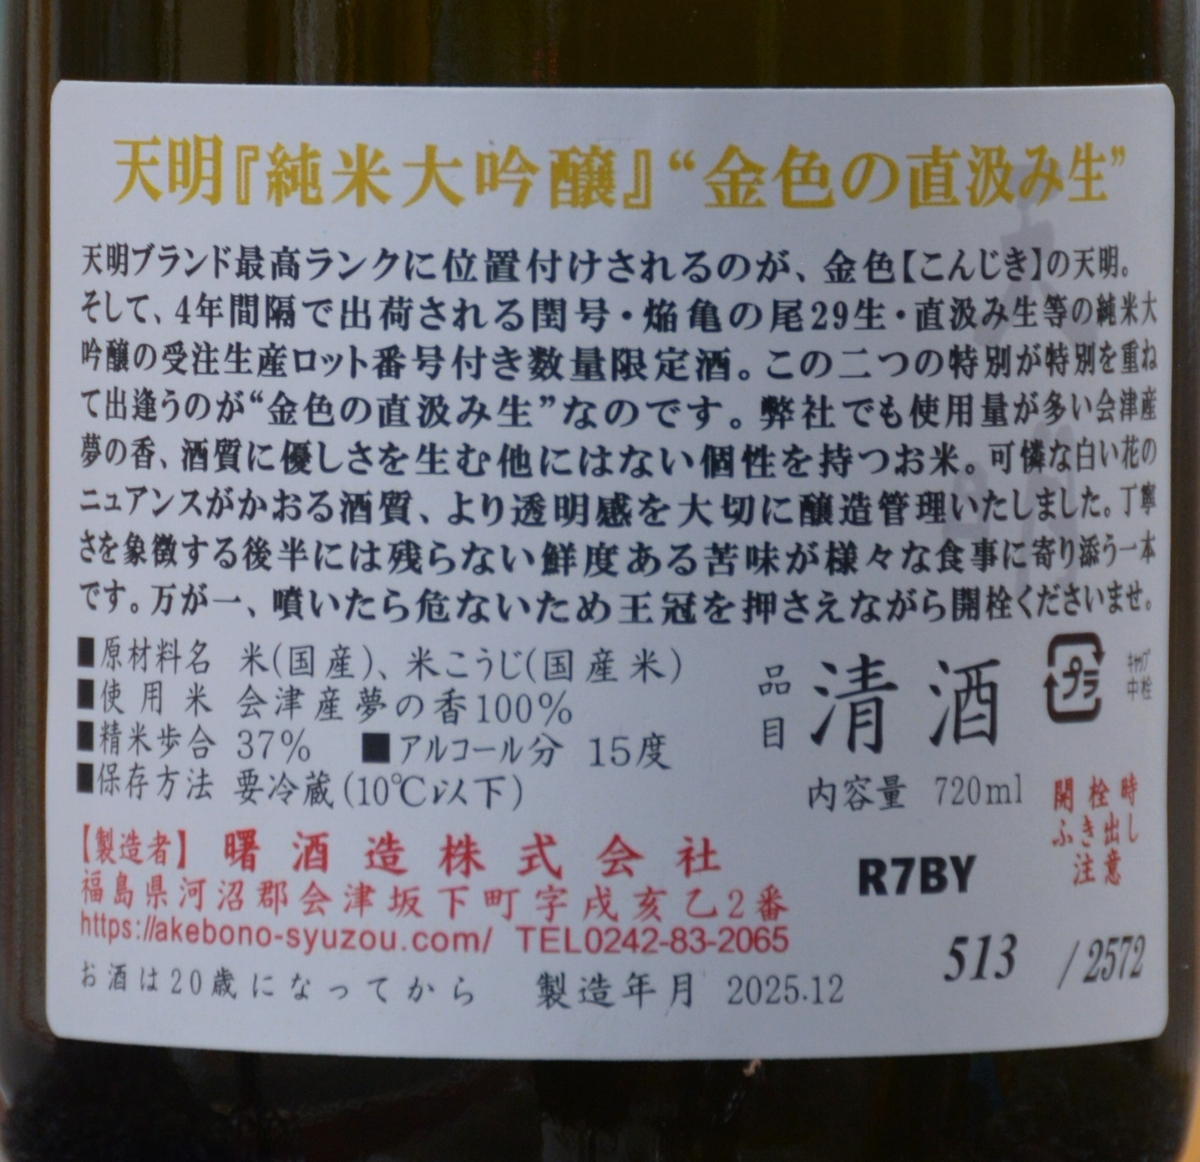 天明『純米大吟醸』“金色の直汲み生”
天明ブランド最高ランクに位置付けされるのが、金色【こんじき】の天明。
そして、4年間隔で出荷される閏号・焔亀の尾29生・直汲み生等の純米大
吟醸の受注生産ロット番号付き数量限定酒。この二つの特別が特別を重ね
て出逢うのが“金色の直汲み生”なのです。弊社でも使用量が多い会津産
夢の香、酒質に優しさを生む他にはない個性を持つお米。可憐な白い花の
ニュアンスがかおる酒質、より透明感を大切に醸造管理いたしました。丁寧
さを象徴する後半には残らない鮮度ある苦味が様々な食事に寄り添う一本
です。万が一、噴いたら危ないため王冠を押さえながら開栓くださいませ。
■原材料名 米(国産)、米こうじ(国産米)
■使用米 会津産夢の香100%
■精米歩合 37% ■アルコール分 15度
■保存方法 要冷蔵(10℃以下)
品目 清酒
プラ
キャップ
中栓
内容量 720ml
開栓時
ふき出し
注意
【製造者】曙酒造株式会社
福島県河沼郡会津坂下町字戌亥乙2番
https://akebono-syuzou.com/ TEL0242-83-2065
R7BY
513 /2572
お酒は20歳になってから 製造年月 2025.12
天明